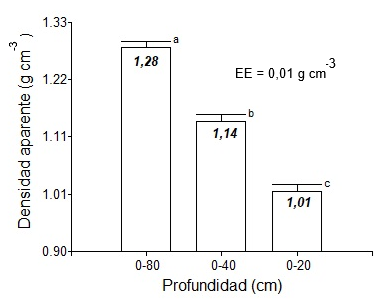 1.33
1.22
1.11
1.01
0.90
Densidad aparente (g cm-3)
a
1,28
b
1,14
c
1,01
EE = 0,01 g cm-3
0-80 0-40 0-20
Profundidad (cm)